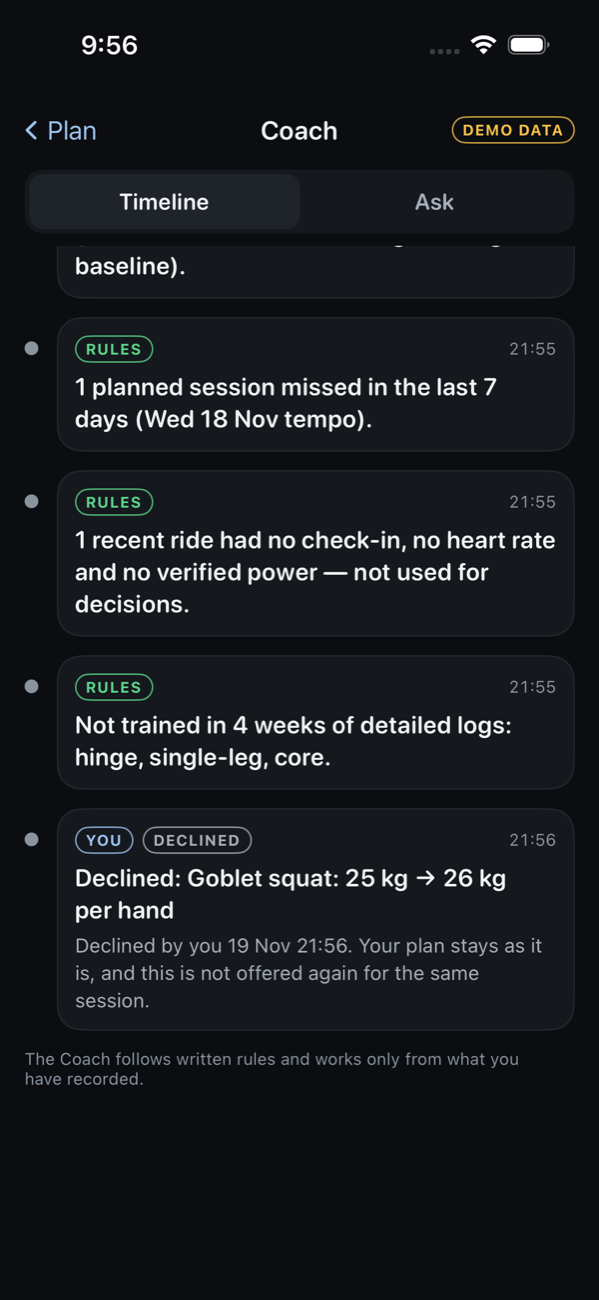 9:56
Plan
Coach
DEMO DATA
Timeline
Ask
baseline).
RULES
21:55
1 planned session missed in the last 7
days (Wed 18 Nov tempo).
RULES
21:55
1 recent ride had no check-in, no heart rate
and no verified power — not used for
decisions.
RULES
21:55
Not trained in 4 weeks of detailed logs:
hinge, single-leg, core.
YOU
DECLINED
21:56
Declined: Goblet squat: 25 kg → 26 kg
per hand
Declined by you 19 Nov 21:56. Your plan stays as it
is, and this is not offered again for the same
session.
The Coach follows written rules and works only from what you
have recorded.